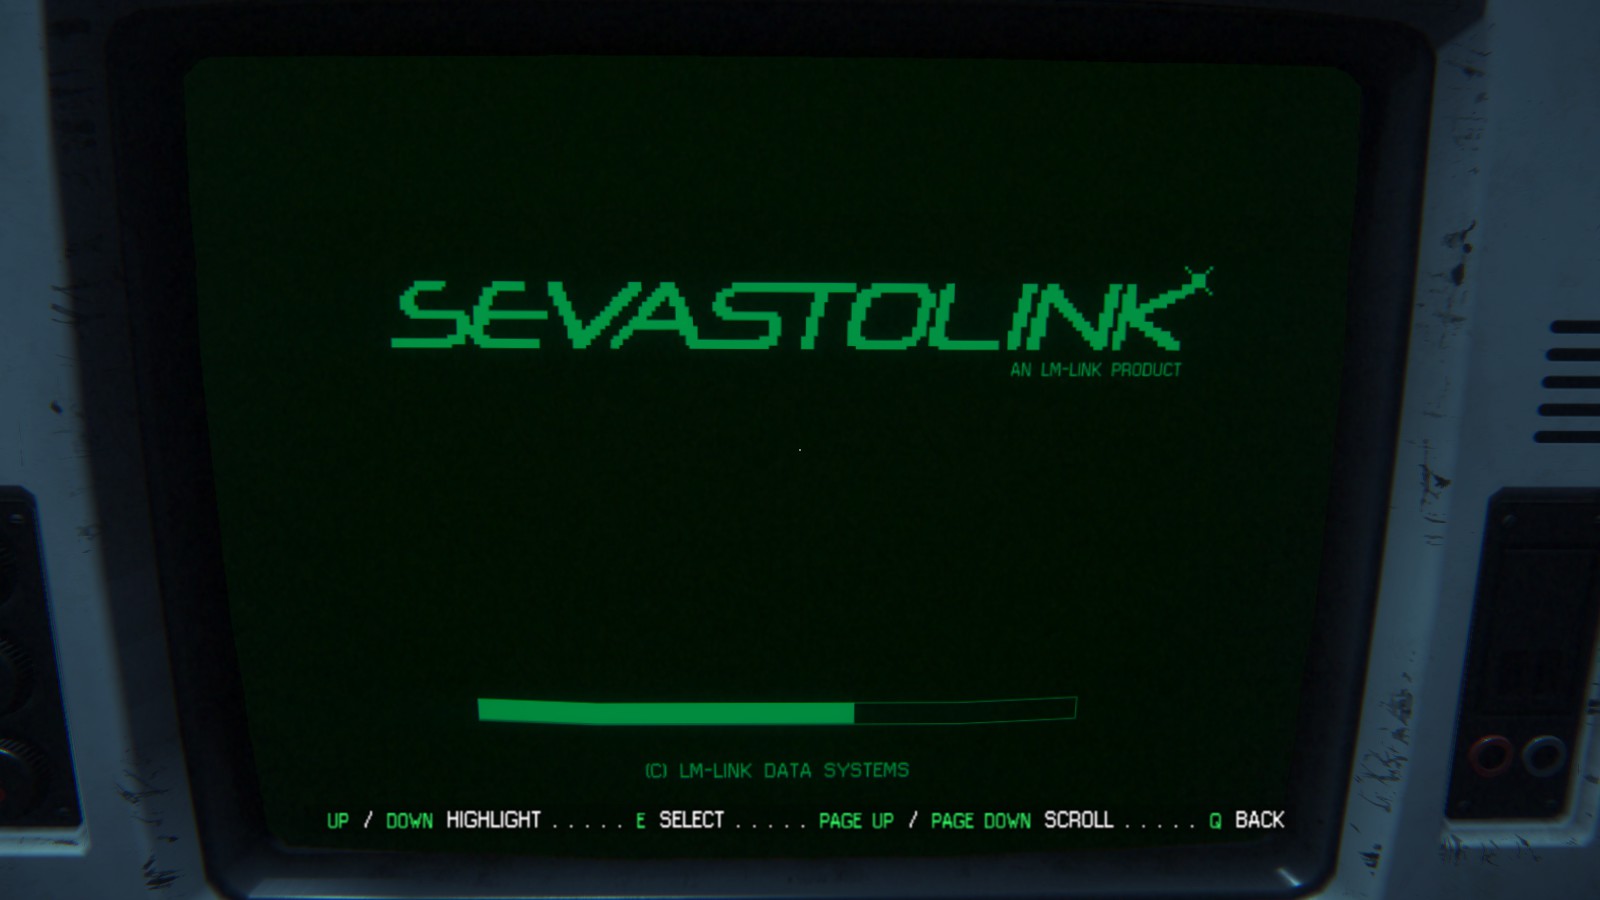 SEVASTOLINK
AN LM-LINK PRODUCT
(C) LM-LINK DATA SYSTEMS
UP / DOWN HIGHLIGHT ..... E SELECT ..... PAGE UP / PAGE DOWN SCROLL ..... Q BACK